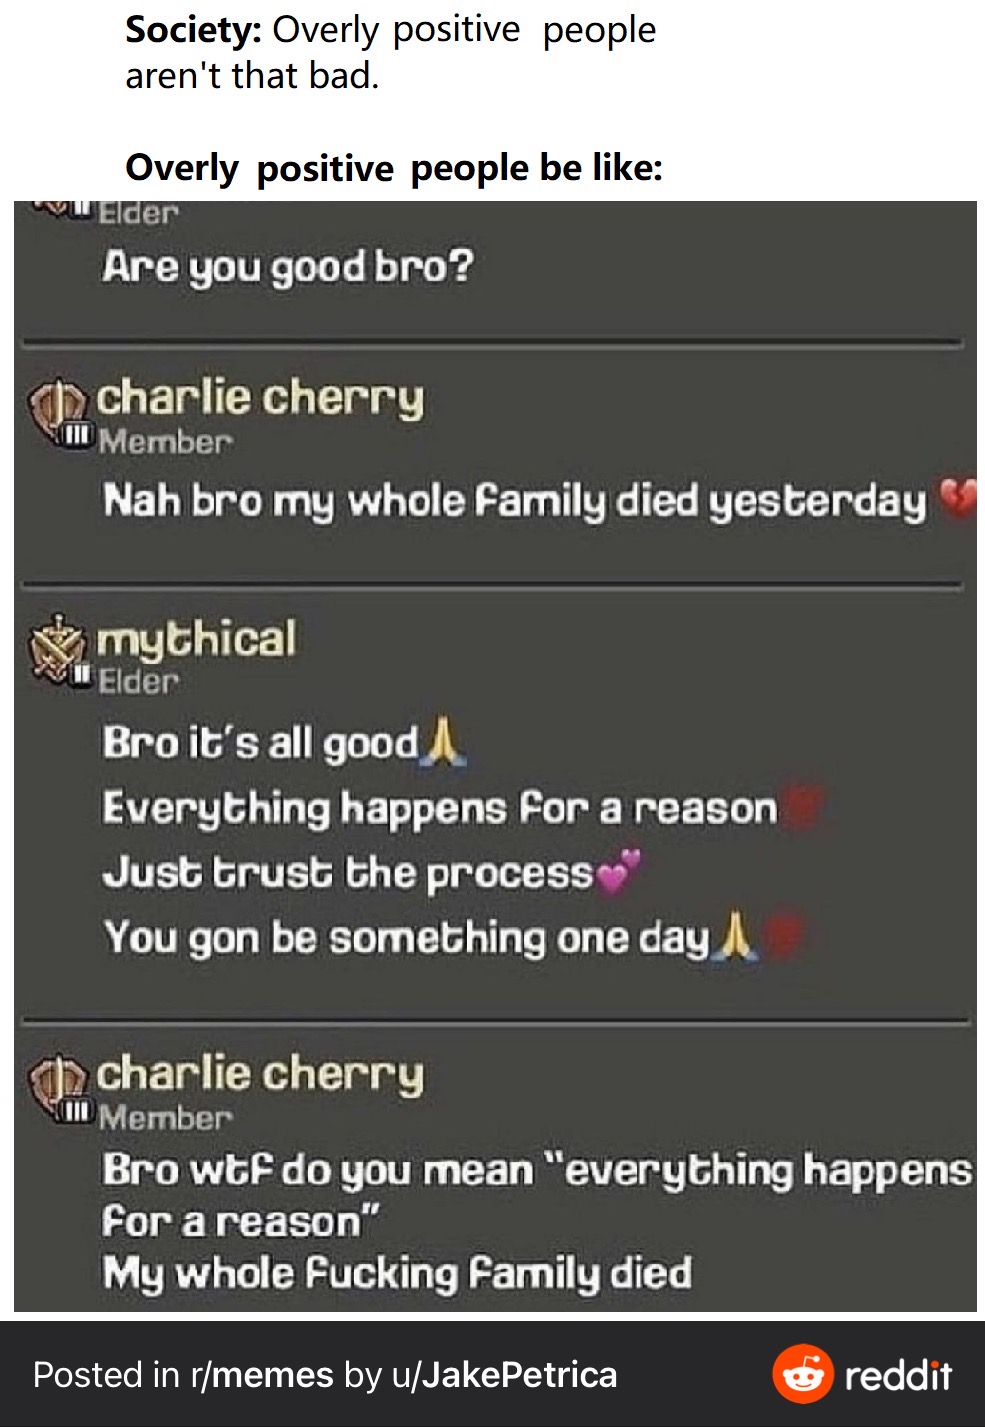 Society: Overly positive people
aren't that bad.
Overly positive people be like:
Elder
Are you good bro?
charlie cherry
Member
Nah bro my whole family died yesterday 💔
mythical
Elder
Bro it's all good🙏
Everything happens for a reason💯
Just trust the process💕
You gon be something one day🙏💯
charlie cherry
Member
Bro wtf do you mean “everything happens
for a reason”
My whole fucking family died
Posted in r/memes by u/JakePetrica
reddit